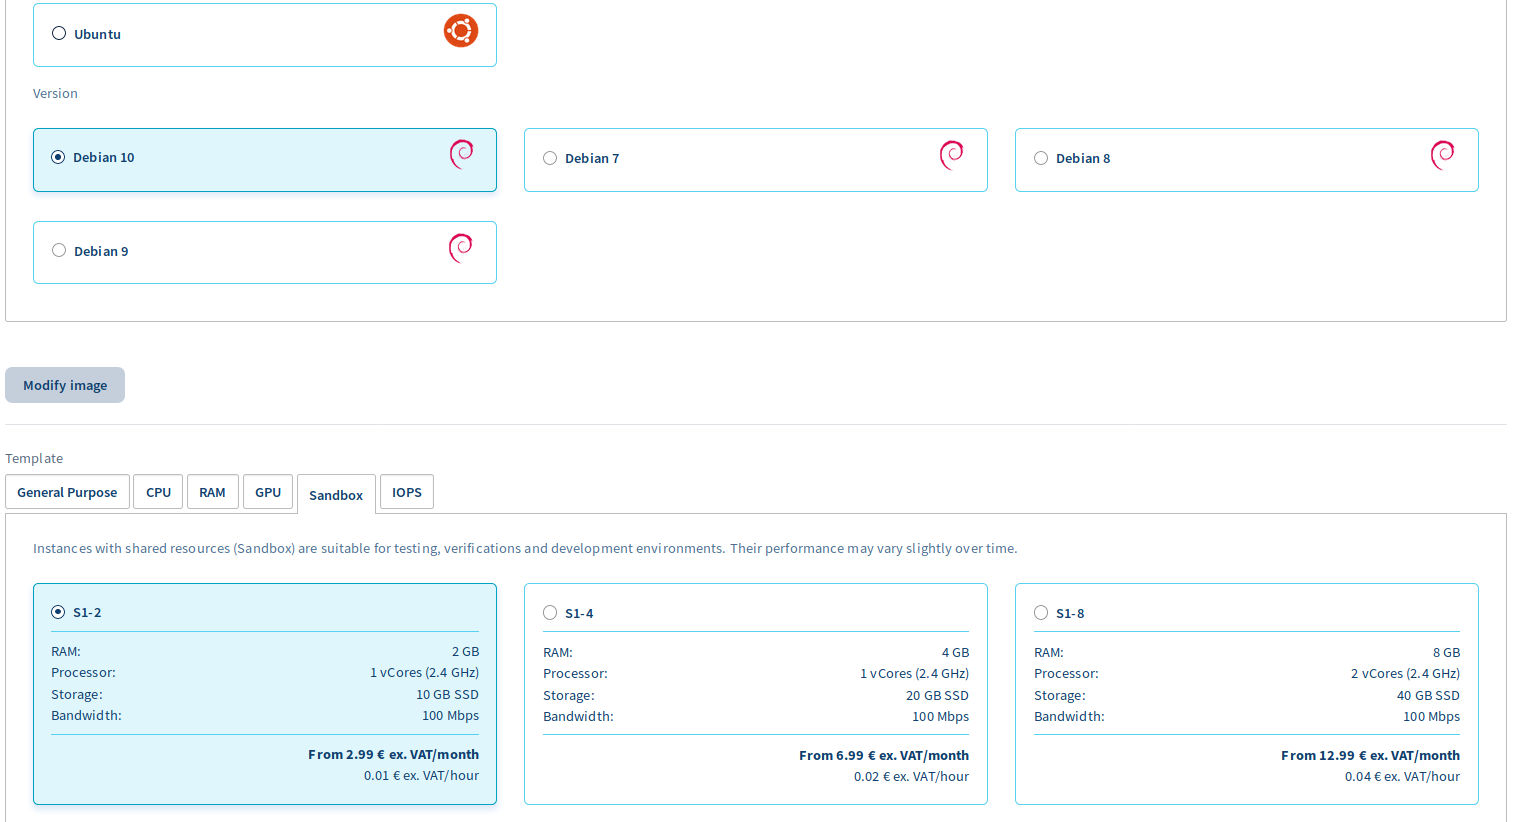 Ubuntu
Version
Debian 10
Debian 7
Debian 8
Debian 9
Modify image
Template
General Purpose
CPU
RAM
GPU
Sandbox
IOPS
Instances with shared resources (Sandbox) are suitable for testing, verifications and development environments. Their performance may vary slightly over time.
S1-2
RAM: 2 GB
Processor: 1 vCores (2.4 GHz)
Storage: 10 GB SSD
Bandwidth: 100 Mbps
From 2.99 € ex. VAT/month
0.01 € ex. VAT/hour
S1-4
RAM: 4 GB
Processor: 1 vCores (2.4 GHz)
Storage: 20 GB SSD
Bandwidth: 100 Mbps
From 6.99 € ex. VAT/month
0.02 € ex. VAT/hour
S1-8
RAM: 8 GB
Processor: 2 vCores (2.4 GHz)
Storage: 40 GB SSD
Bandwidth: 100 Mbps
From 12.99 € ex. VAT/month
0.04 € ex. VAT/hour